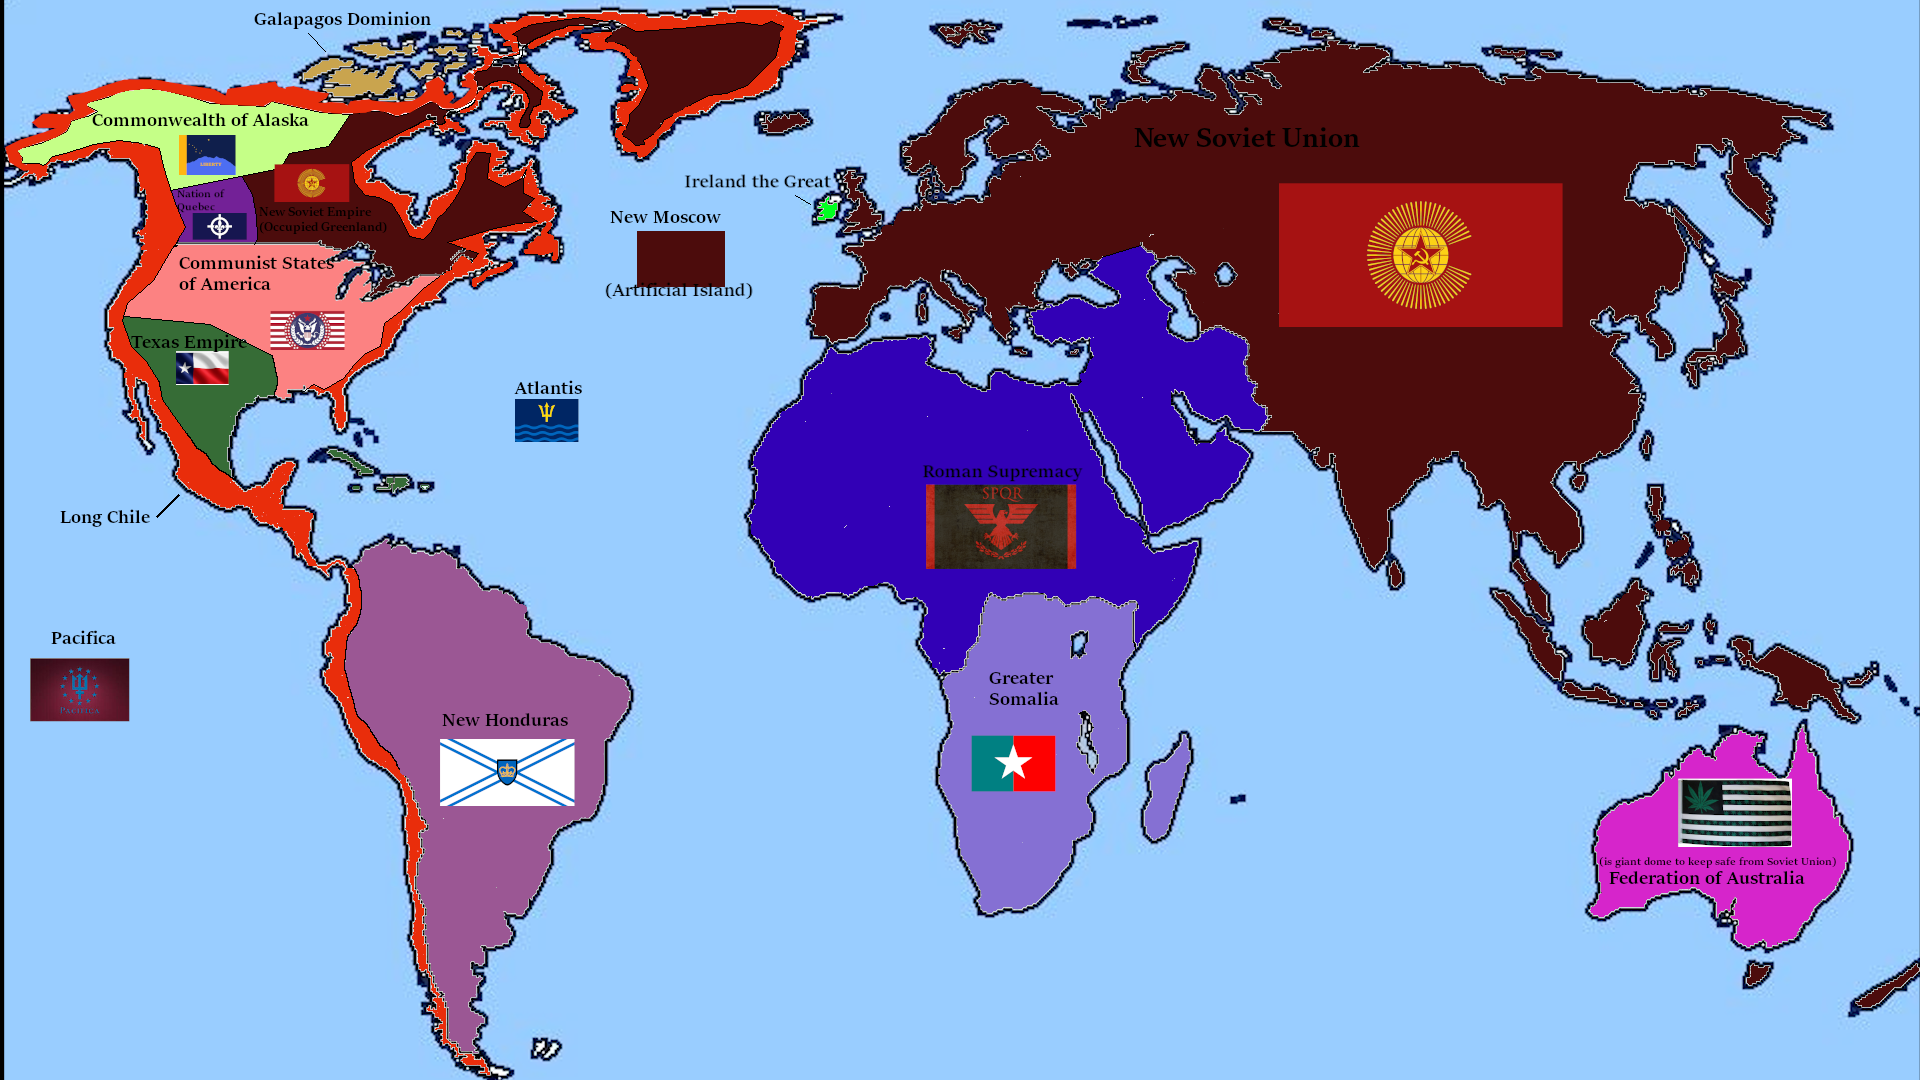 Galapagos Dominion
Commonwealth of Alaska
LIBERTY
Nation of
Quebec
New Soviet Empire
(Occupied Greenland)
Communist States
of America
Texas Empire
Long Chile
Pacifica
PACIFICA
New Honduras
Atlantis
New Moscow
(Artificial Island)
Ireland the Great
New Soviet Union
Roman Supremacy
SPQR
Greater
Somalia
(is giant dome to keep safe from Soviet Union)
Federation of Australia